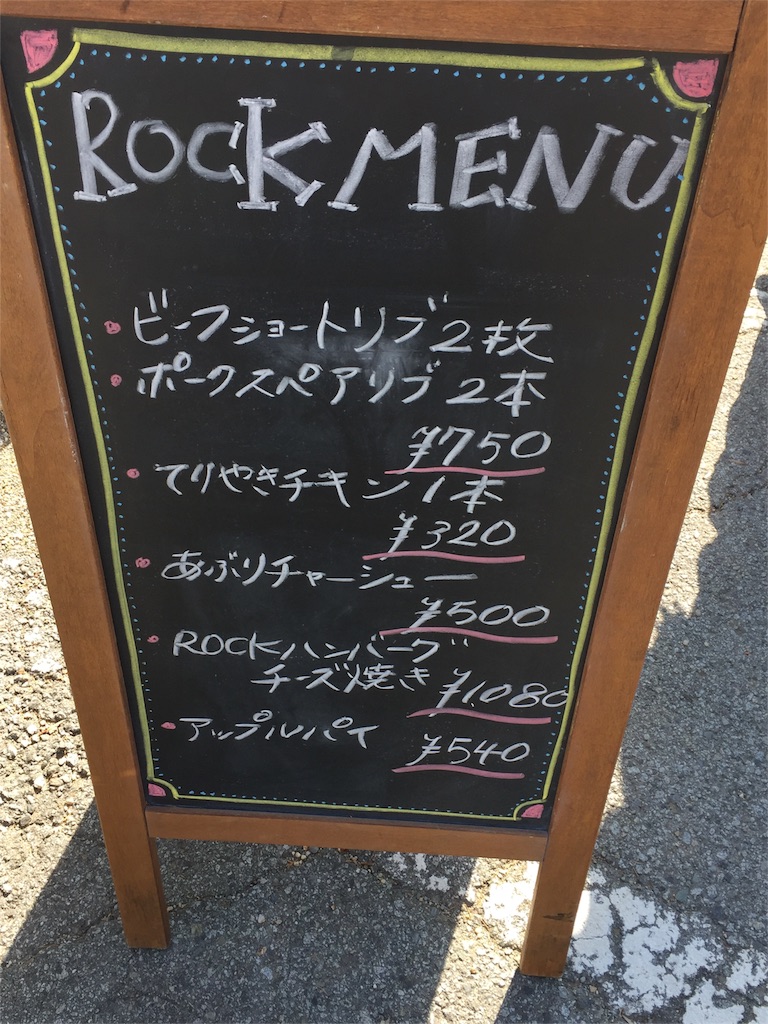 ROCK MENU
・ビーフショートリブ2枚
・ポークスペアリブ2本
¥750
・てりやきチキン1本
¥320
・あぶりチャーシュー
¥500
・ROCKハンバーグ
チーズ焼き ¥1,080
・アップルパイ ¥540